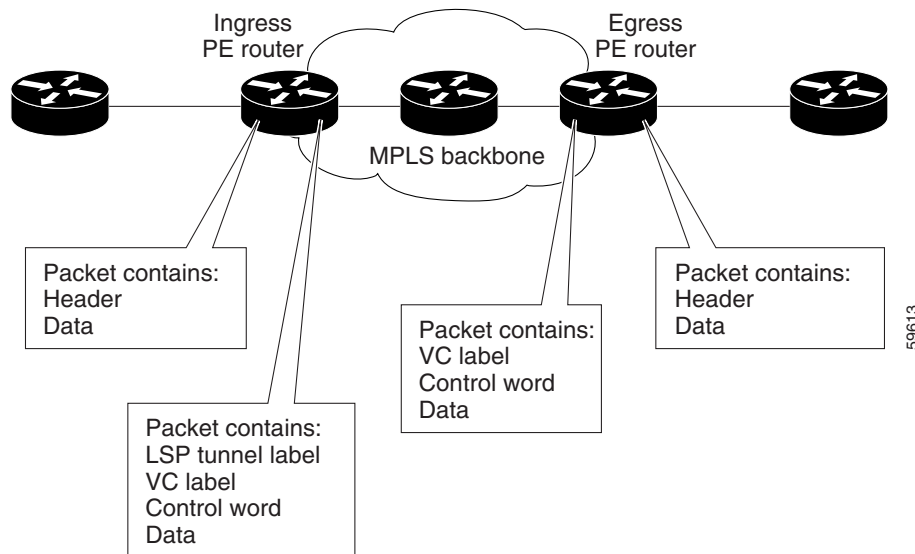 Ingress
PE router
Egress
PE router
MPLS backbone
Packet contains:
Header
Data
Packet contains:
LSP tunnel label
VC label
Control word
Data
Packet contains:
VC label
Control word
Data
Packet contains:
Header
Data
59613